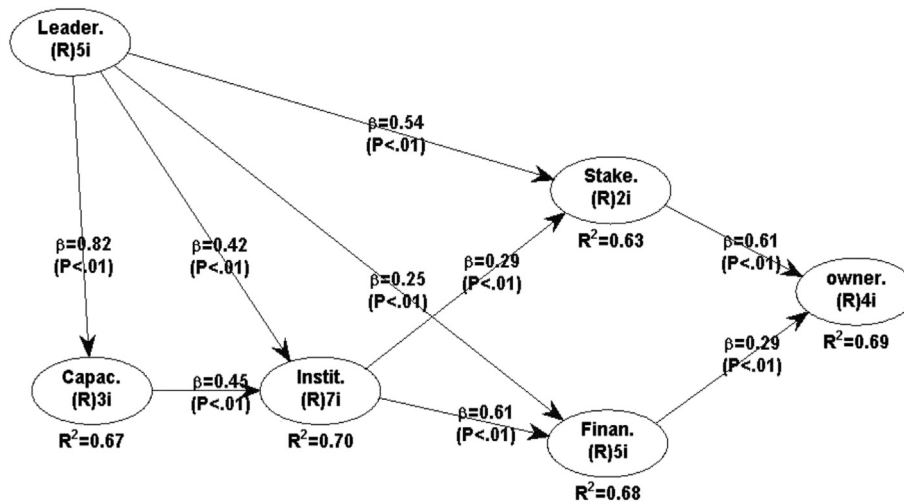 Leader.
(R)5i
β=0.54
(P<.01)
Stake.
(R)2i
R²=0.63
β=0.82
(P<.01)
β=0.42
(P<.01)
β=0.25
(P<.01)
β=0.29
(P<.01)
β=0.61
(P<.01)
owner.
(R)4i
R²=0.69
Capac.
(R)3i
R²=0.67
β=0.45
(P<.01)
Instit.
(R)7i
R²=0.70
β=0.61
(P<.01)
Finan.
(R)5i
R²=0.68
β=0.29
(P<.01)